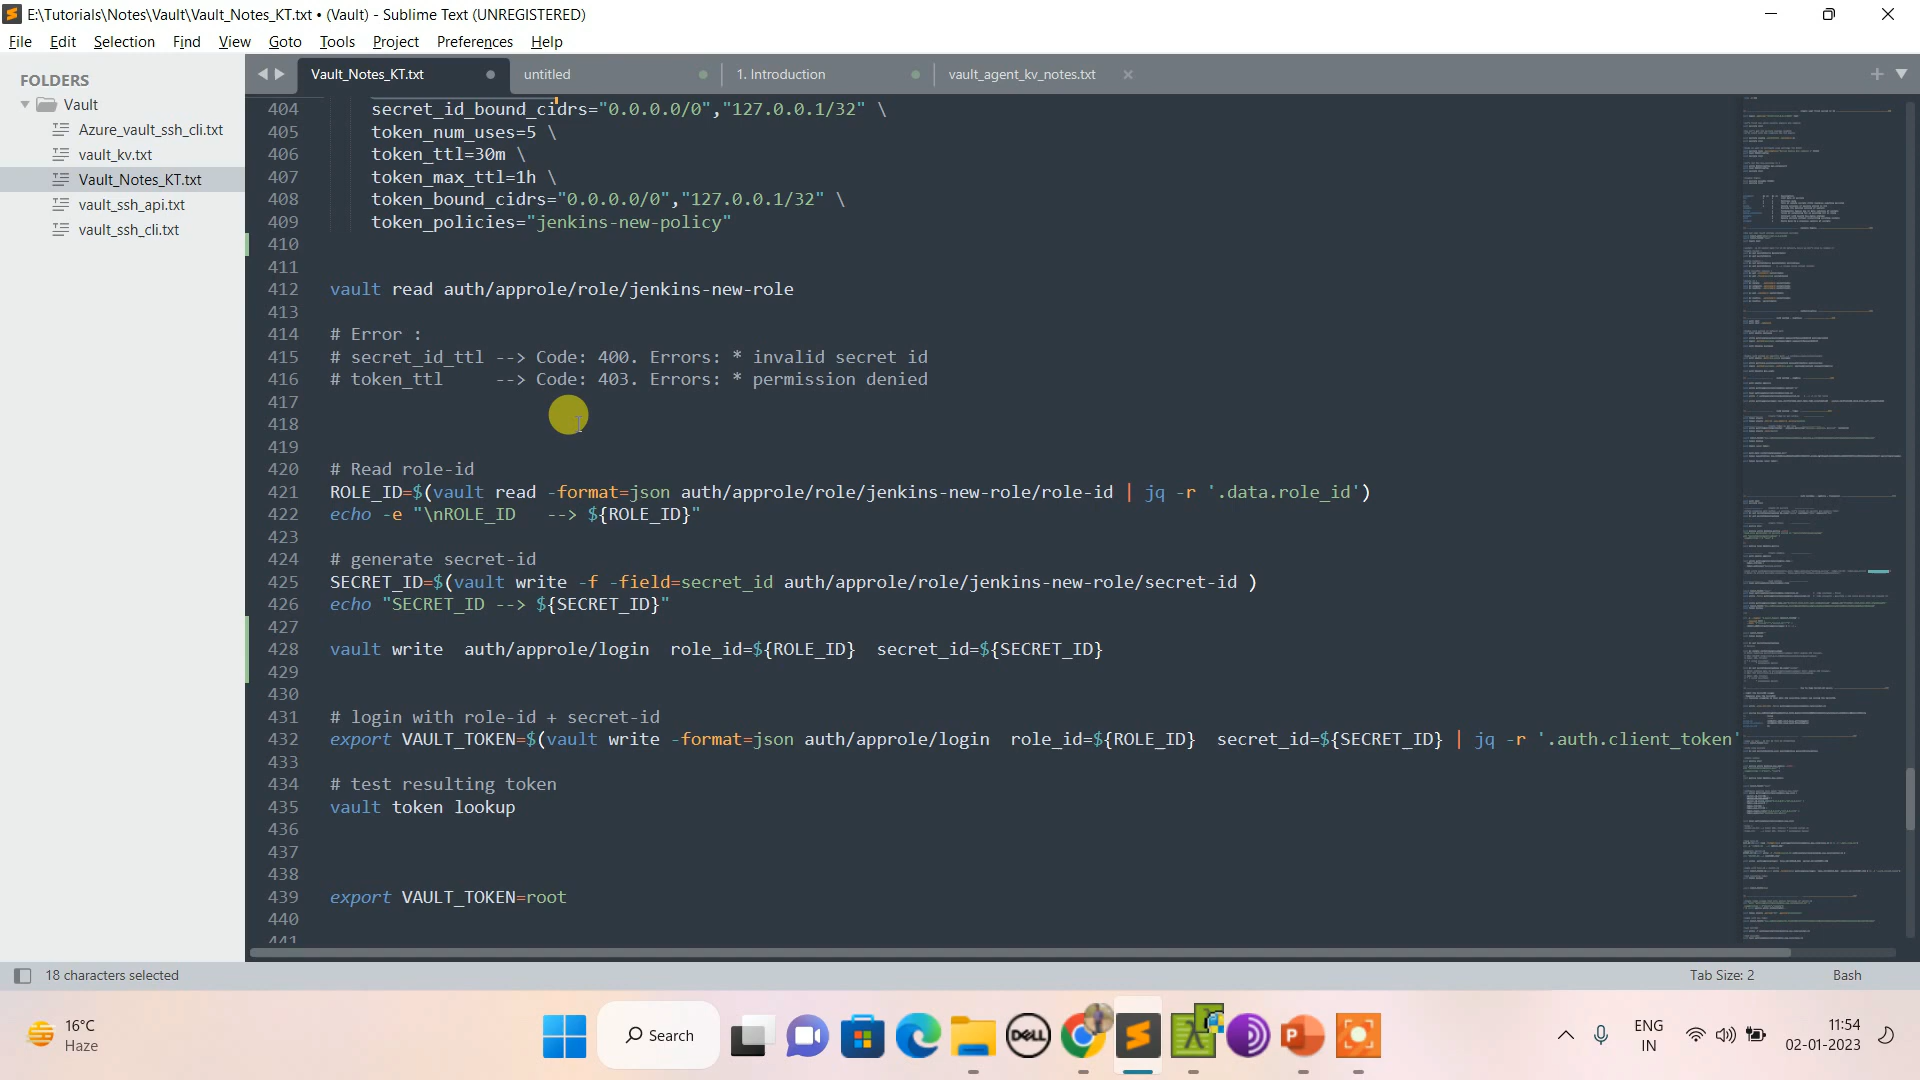 E:\Tutorials\Notes\Vault\Vault_Notes_KT.txt • (Vault) - Sublime Text (UNREGISTERED)
File Edit Selection Find View Goto Tools Project Preferences Help
FOLDERS
Vault
Azure_vault_ssh_cli.txt
vault_kv.txt
Vault_Notes_KT.txt
vault_ssh_api.txt
vault_ssh_cli.txt
Vault_Notes_KT.txt untitled 1. Introduction vault_agent_kv_notes.txt
404 secret_id_bound_cidrs="0.0.0.0/0","127.0.0.1/32" \
405 token_num_uses=5 \
406 token_ttl=30m \
407 token_max_ttl=1h \
408 token_bound_cidrs="0.0.0.0/0","127.0.0.1/32" \
409 token_policies="jenkins-new-policy"
410
411
412 vault read auth/approle/role/jenkins-new-role
413
414 # Error :
415 # secret_id_ttl --> Code: 400. Errors: * invalid secret id
416 # token_ttl --> Code: 403. Errors: * permission denied
417
418
419
420 # Read role-id
421 ROLE_ID=$(vault read -format=json auth/approle/role/jenkins-new-role/role-id | jq -r '.data.role_id')
422 echo -e "\nROLE_ID --> ${ROLE_ID}"
423
424 # generate secret-id
425 SECRET_ID=$(vault write -f -field=secret_id auth/approle/role/jenkins-new-role/secret-id )
426 echo "SECRET_ID --> ${SECRET_ID}"
427
428 vault write auth/approle/login role_id=${ROLE_ID} secret_id=${SECRET_ID}
429
430
431 # login with role-id + secret-id
432 export VAULT_TOKEN=$(vault write -format=json auth/approle/login role_id=${ROLE_ID} secret_id=${SECRET_ID} | jq -r '.auth.client_token'
433
434 # test resulting token
435 vault token lookup
436
437
438
439 export VAULT_TOKEN=root
440
441
18 characters selected Tab Size: 2 Bash
16°C
Haze
Search
DELL
ENG
IN
11:54
02-01-2023